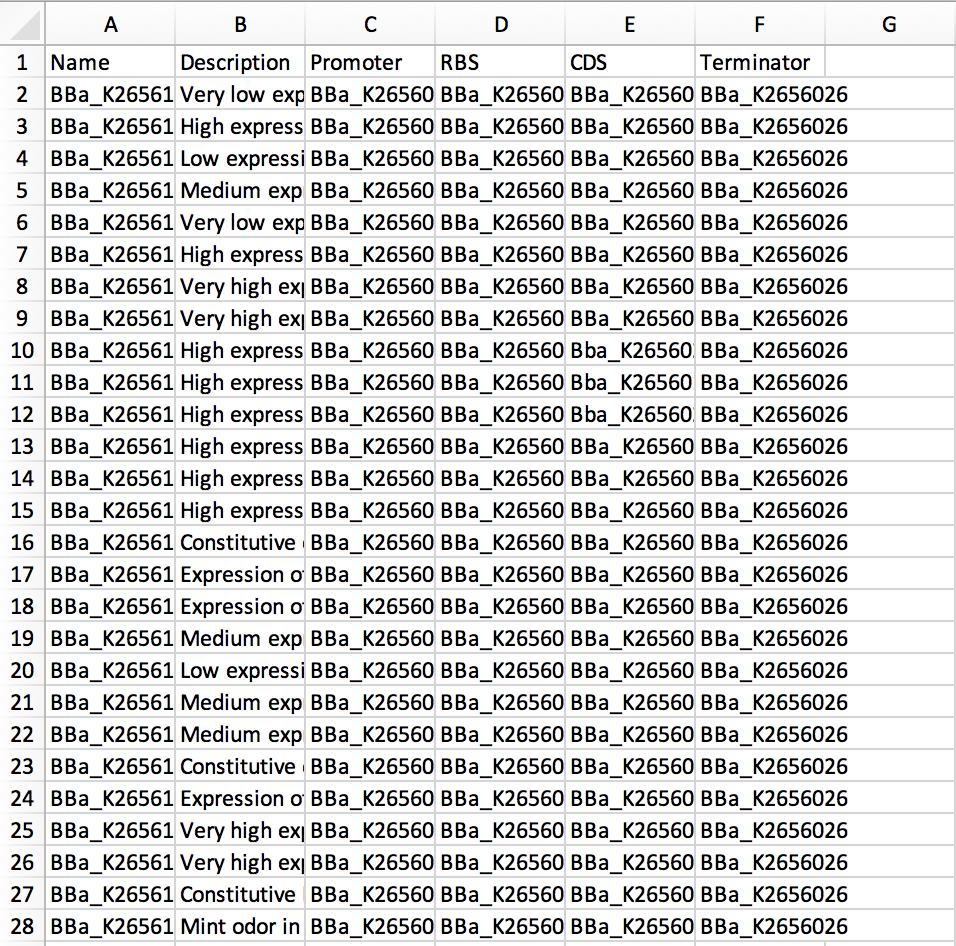 A B C D E F G
1 Name Description Promoter RBS CDS Terminator
2 BBa_K26561 Very low exp BBa_K26560 BBa_K26560 BBa_K26560 BBa_K2656026
3 BBa_K26561 High express BBa_K26560 BBa_K26560 BBa_K26560 BBa_K2656026
4 BBa_K26561 Low expressi BBa_K26560 BBa_K26560 BBa_K26560 BBa_K2656026
5 BBa_K26561 Medium exp BBa_K26560 BBa_K26560 BBa_K26560 BBa_K2656026
6 BBa_K26561 Very low exp BBa_K26560 BBa_K26560 BBa_K26560 BBa_K2656026
7 BBa_K26561 High express BBa_K26560 BBa_K26560 BBa_K26560 BBa_K2656026
8 BBa_K26561 Very high exp BBa_K26560 BBa_K26560 BBa_K26560 BBa_K2656026
9 BBa_K26561 Very high exp BBa_K26560 BBa_K26560 BBa_K26560 BBa_K2656026
10 BBa_K26561 High express BBa_K26560 BBa_K26560 Bba_K26560 BBa_K2656026
11 BBa_K26561 High express BBa_K26560 BBa_K26560 Bba_K26560 BBa_K2656026
12 BBa_K26561 High express BBa_K26560 BBa_K26560 Bba_K26560 BBa_K2656026
13 BBa_K26561 High express BBa_K26560 BBa_K26560 BBa_K26560 BBa_K2656026
14 BBa_K26561 High express BBa_K26560 BBa_K26560 BBa_K26560 BBa_K2656026
15 BBa_K26561 High express BBa_K26560 BBa_K26560 BBa_K26560 BBa_K2656026
16 BBa_K26561 Constitutive BBa_K26560 BBa_K26560 BBa_K26560 BBa_K2656026
17 BBa_K26561 Expression of BBa_K26560 BBa_K26560 BBa_K26560 BBa_K2656026
18 BBa_K26561 Expression of BBa_K26560 BBa_K26560 BBa_K26560 BBa_K2656026
19 BBa_K26561 Medium exp BBa_K26560 BBa_K26560 BBa_K26560 BBa_K2656026
20 BBa_K26561 Low expressi BBa_K26560 BBa_K26560 BBa_K26560 BBa_K2656026
21 BBa_K26561 Medium exp BBa_K26560 BBa_K26560 BBa_K26560 BBa_K2656026
22 BBa_K26561 Medium exp BBa_K26560 BBa_K26560 BBa_K26560 BBa_K2656026
23 BBa_K26561 Constitutive BBa_K26560 BBa_K26560 BBa_K26560 BBa_K2656026
24 BBa_K26561 Expression of BBa_K26560 BBa_K26560 BBa_K26560 BBa_K2656026
25 BBa_K26561 Very high exp BBa_K26560 BBa_K26560 BBa_K26560 BBa_K2656026
26 BBa_K26561 Very high exp BBa_K26560 BBa_K26560 BBa_K26560 BBa_K2656026
27 BBa_K26561 Constitutive BBa_K26560 BBa_K26560 BBa_K26560 BBa_K2656026
28 BBa_K26561 Mint odor in BBa_K26560 BBa_K26560 BBa_K26560 BBa_K2656026